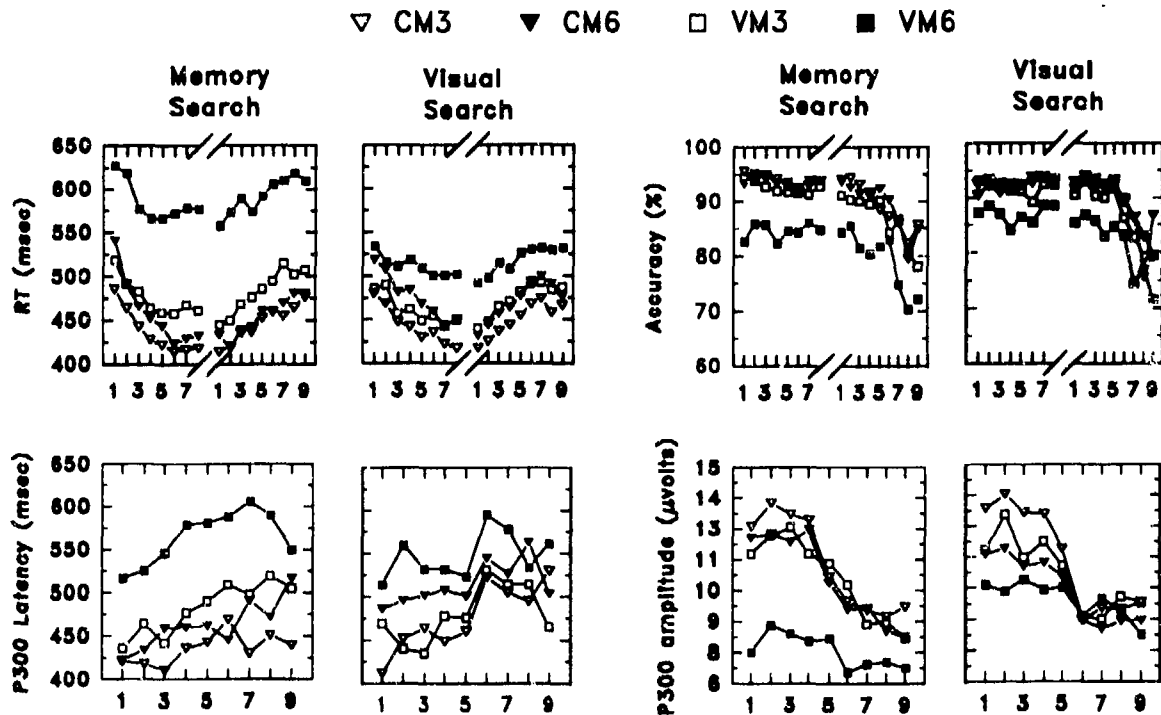 CM3 CM6 VM3 VM6
Memory Search
Visual Search
Memory Search
Visual Search
RT (msec)
650
600
550
500
450
400
1 3 5 7 1 3 5 7 9
1 3 5 7 1 3 5 7 9
Accuracy (%)
100
90
80
70
60
1 3 5 7 1 3 5 7 9
1 3 5 7 1 3 5 7 9
P300 Latency (msec)
650
600
550
500
450
400
1 3 5 7 9
1 3 5 7 9
P300 amplitude (μvolts)
15
14
13
12
11
10
9
8
6
1 3 5 7 9
1 3 5 7 9